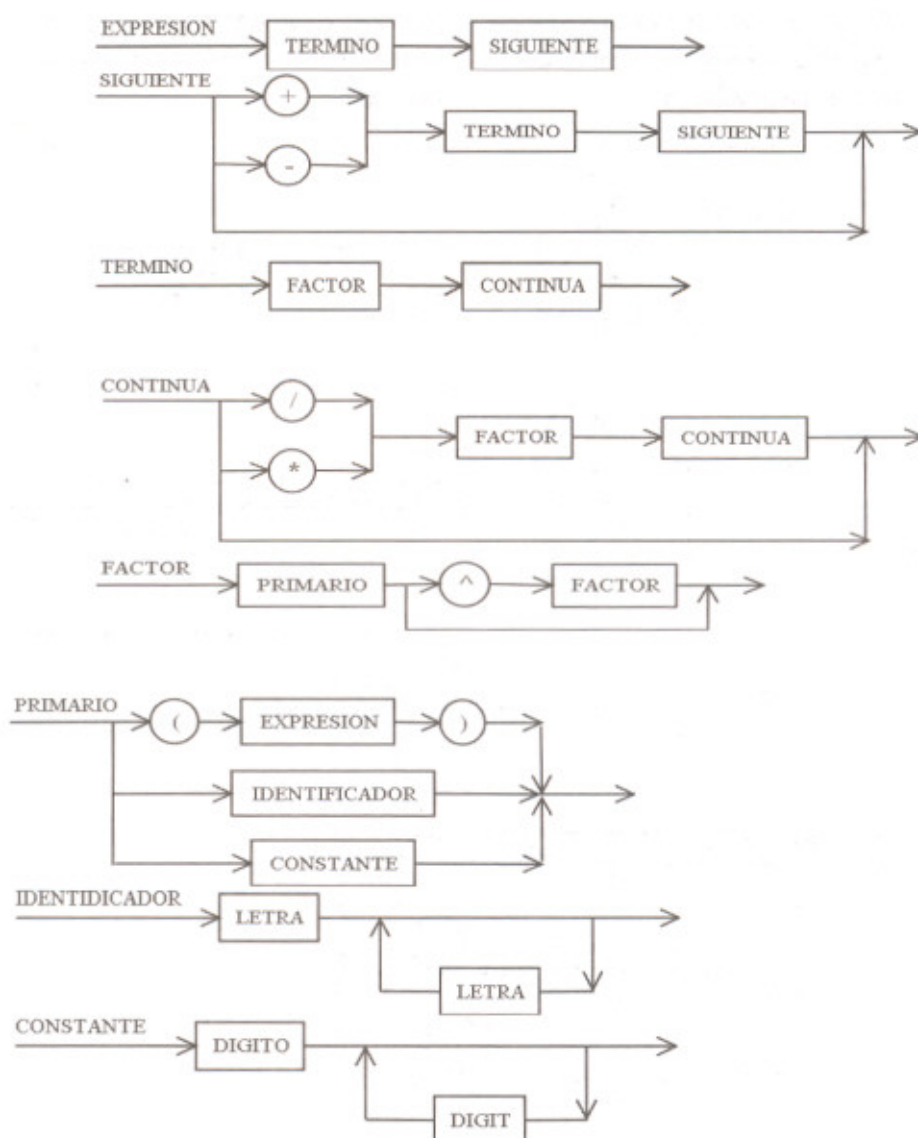 EXPRESION
TERMINO SIGUIENTE
SIGUIENTE
+
TERMINO SIGUIENTE
-
TERMINO
FACTOR CONTINUA
CONTINUA
/
FACTOR CONTINUA
*
FACTOR
PRIMARIO ^ FACTOR
PRIMARIO
( EXPRESION )
IDENTIFICADOR
CONSTANTE
IDENTIDICADOR
LETRA
LETRA
CONSTANTE
DIGITO
DIGIT